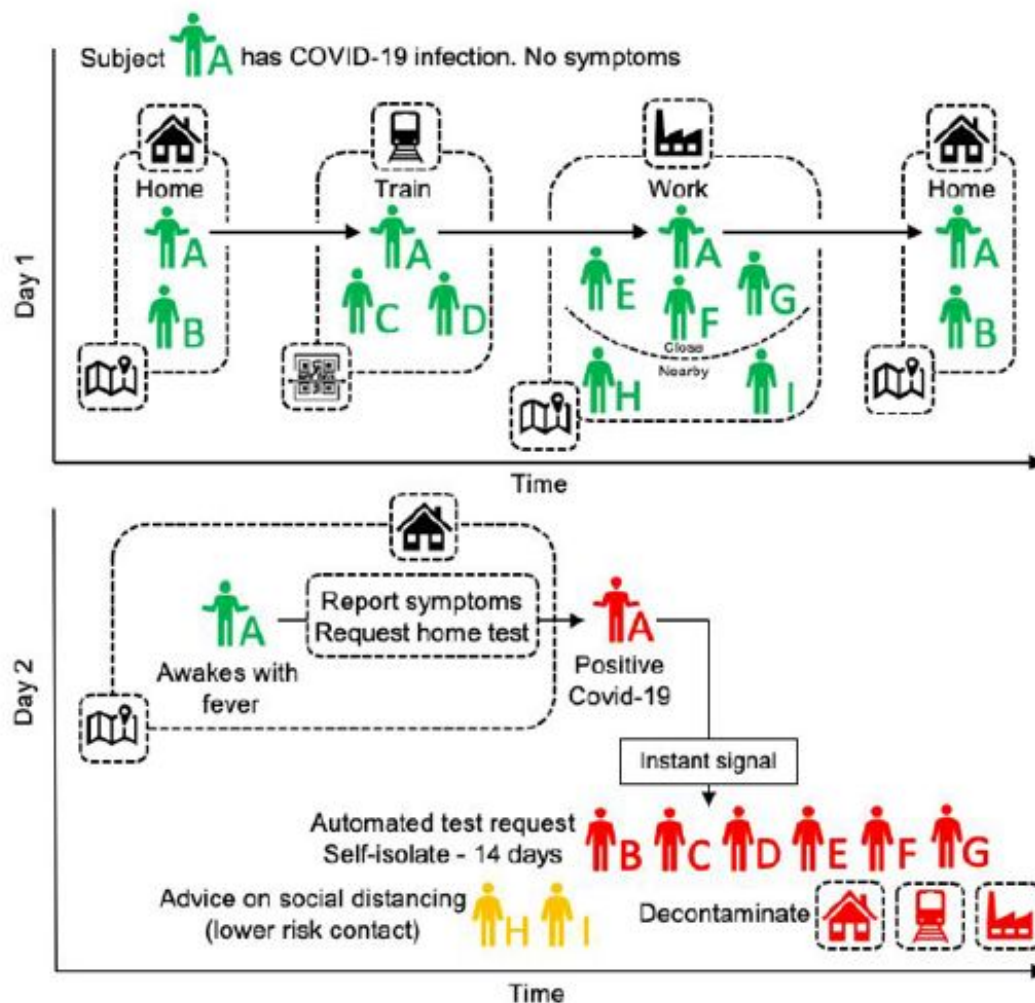 Subject A has COVID-19 infection. No symptoms
Home
Train
Work
Home
A
A
A
A
B
C
D
E
F
G
B
Close
Nearby
H
I
Day 1
Time
A
Report symptoms
Request home test
A
Awakes with
fever
Positive
Covid-19
Instant signal
Automated test request
Self-isolate - 14 days
B C D E F G
Advice on social distancing
(lower risk contact)
H I
Decontaminate
Day 2
Time